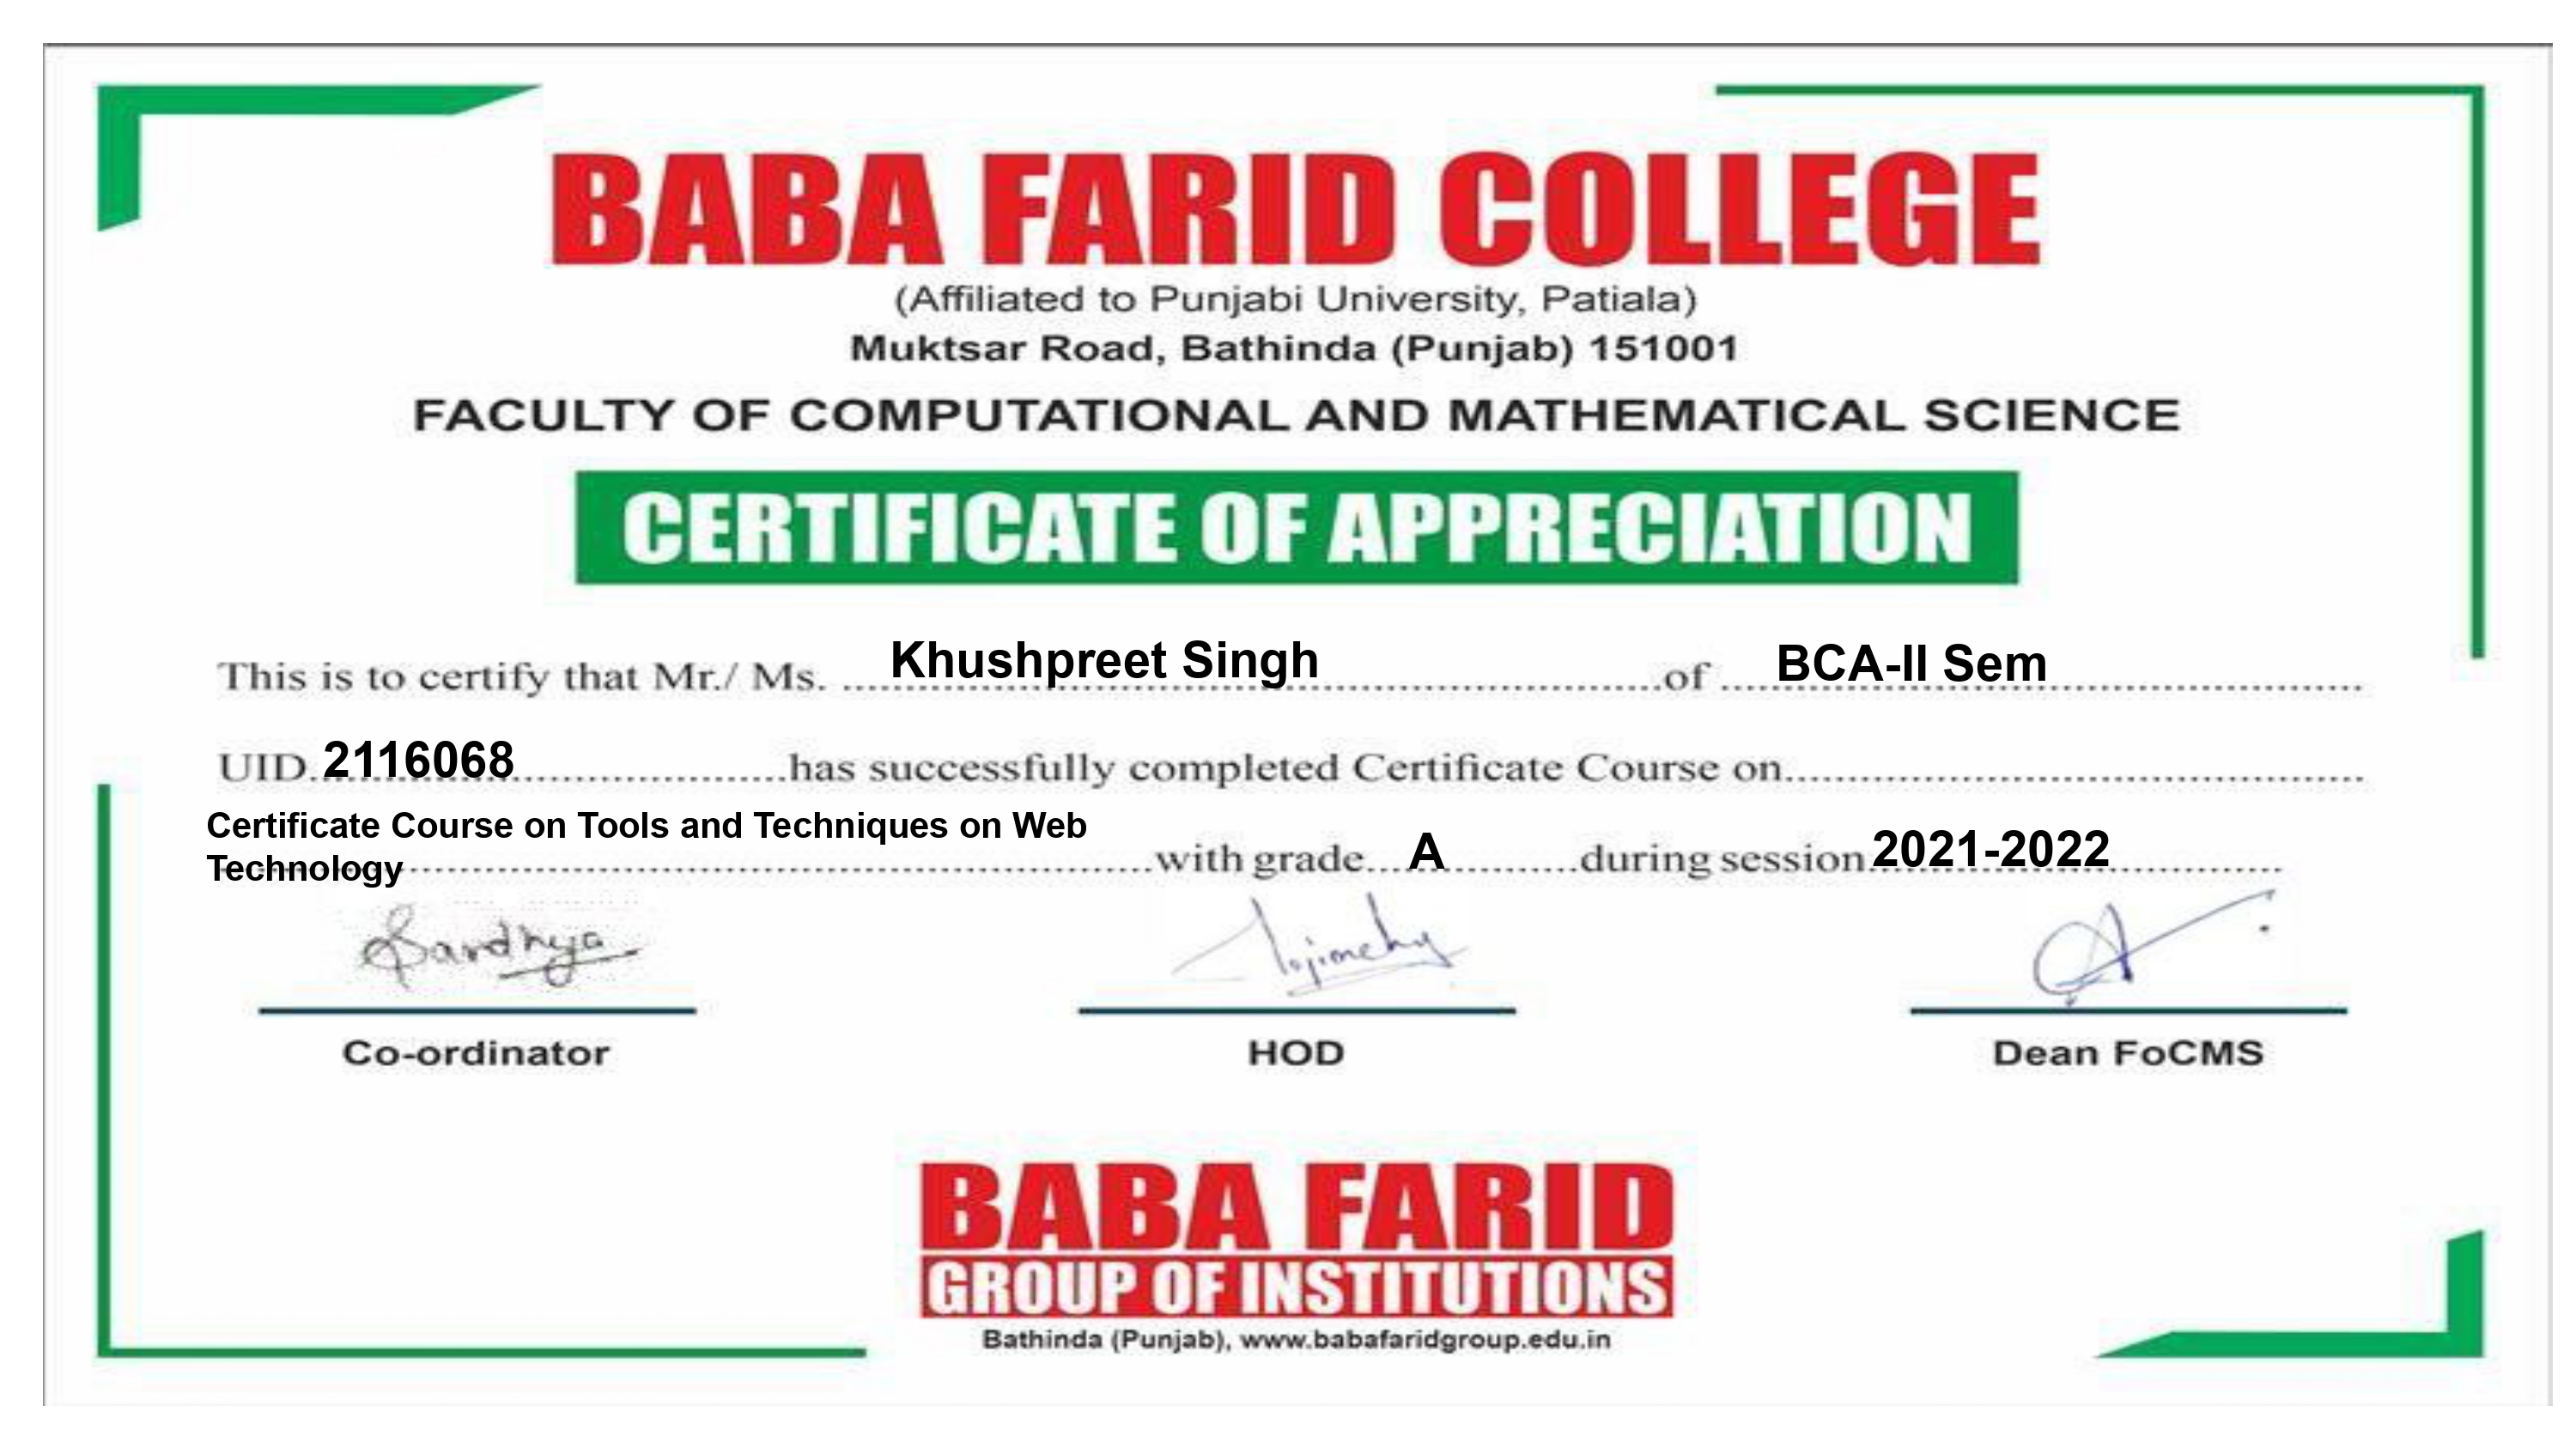 BABA FARID COLLEGE
(Affiliated to Punjabi University, Patiala)
Muktsar Road, Bathinda (Punjab) 151001
FACULTY OF COMPUTATIONAL AND MATHEMATICAL SCIENCE
CERTIFICATE OF APPRECIATION
This is to certify that Mr./ Ms. Khushpreet Singh of BCA-II Sem
UID. 2116068 has successfully completed Certificate Course on
Certificate Course on Tools and Techniques on Web
Technology with grade A during session 2021-2022
Co-ordinator HOD Dean FoCMS
BABA FARID
GROUP OF INSTITUTIONS
Bathinda (Punjab), www.babafaridgroup.edu.in